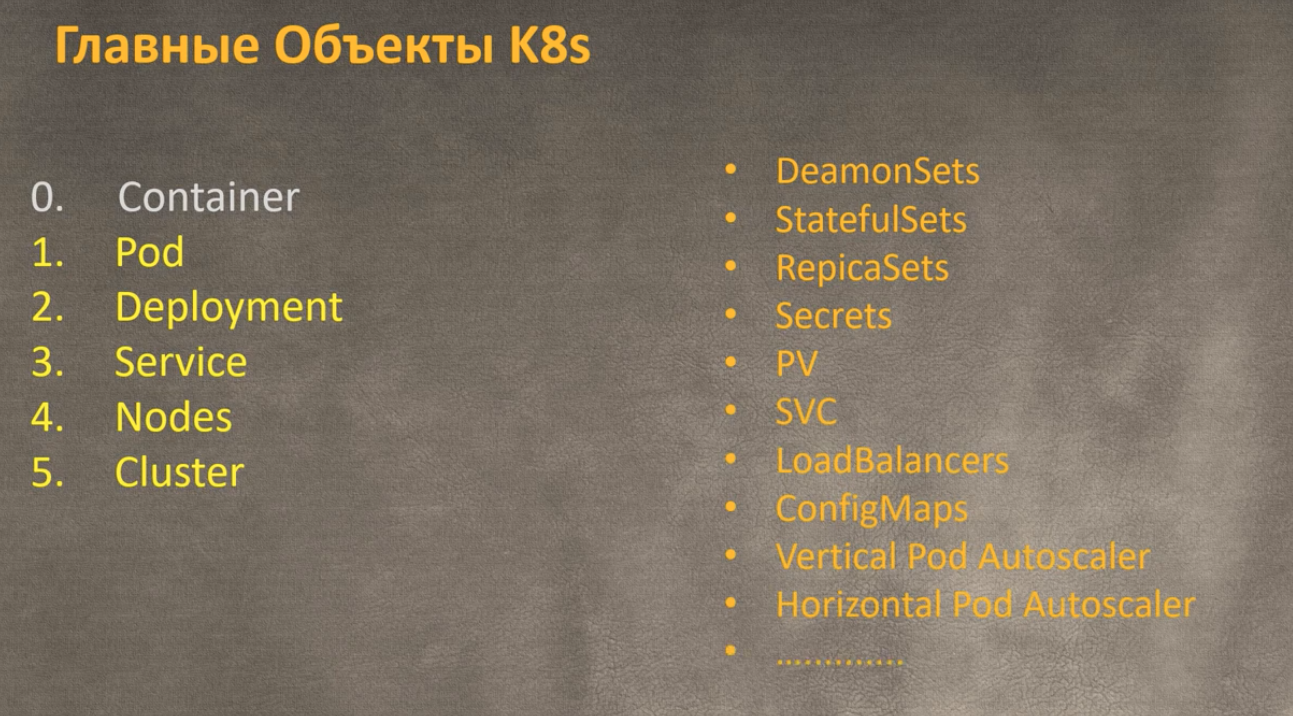 Главные Объекты K8s
0. Container
1. Pod
2. Deployment
3. Service
4. Nodes
5. Cluster
• DeamonSets
• StatefulSets
• RepicaSets
• Secrets
• PV
• SVC
• LoadBalancers
• ConfigMaps
• Vertical Pod Autoscaler
• Horizontal Pod Autoscaler
• .............